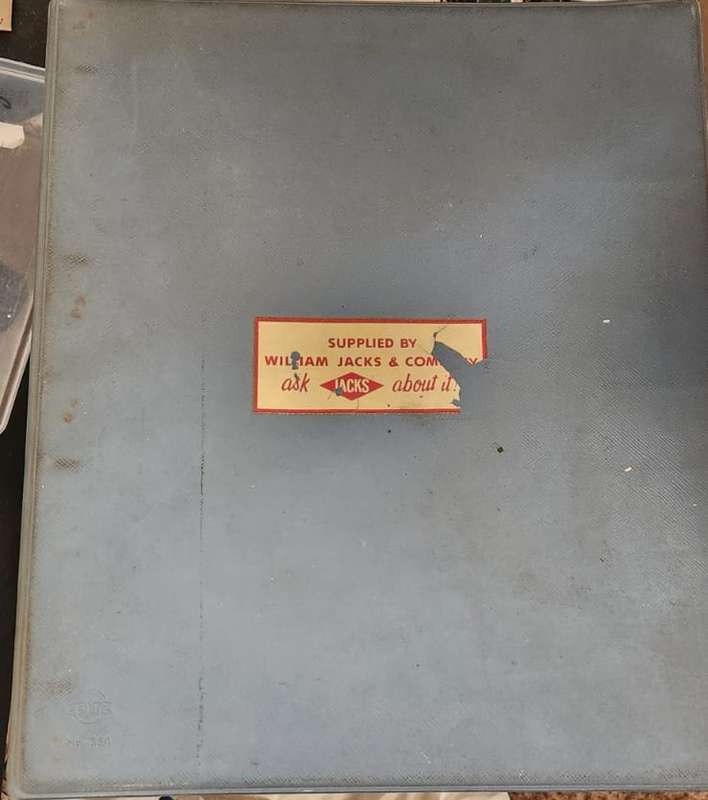 SUPPLIED BY
WILLIAM JACKS & COMPANY
ask JACKS about it!